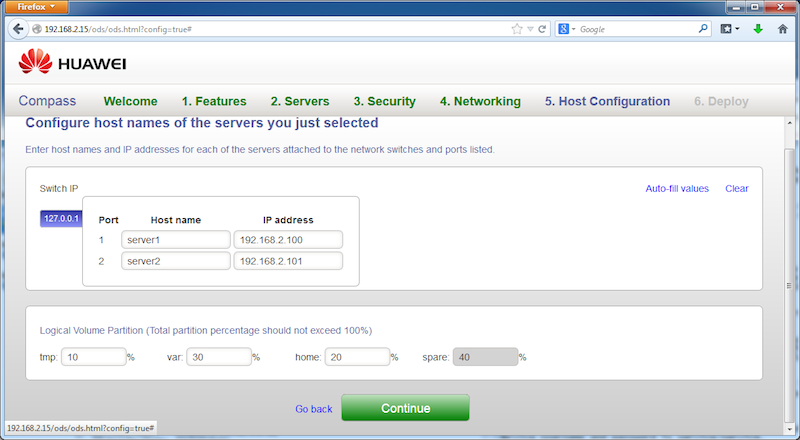 Firefox
192.168.2.15/ods/ods.html?config=true#
Google
HUAWEI
Compass Welcome 1. Features 2. Servers 3. Security 4. Networking 5. Host Configuration 6. Deploy
Configure host names of the servers you just selected
Enter host names and IP addresses for each of the servers attached to the network switches and ports listed.
Switch IP Auto-fill values Clear
127.0.0.1
Port Host name IP address
1 server1 192.168.2.100
2 server2 192.168.2.101
Logical Volume Partition (Total partition percentage should not exceed 100%)
tmp: 10 % var: 30 % home: 20 % spare: 40 %
Go back Continue
192.168.2.15/ods/ods.html?config=true#